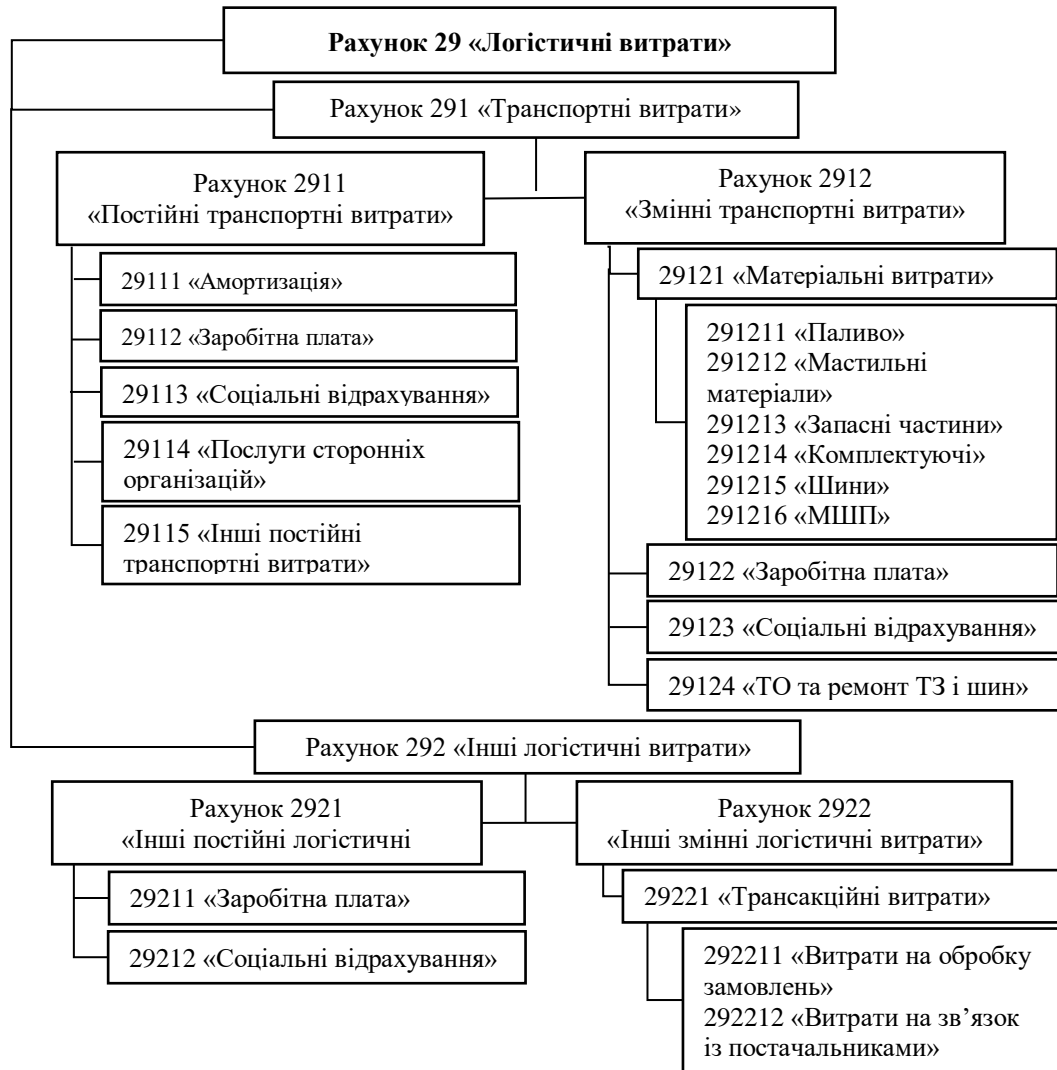 Рахунок 29 «Логістичні витрати»
Рахунок 291 «Транспортні витрати»
Рахунок 2911
«Постійні транспортні витрати»
29111 «Амортизація»
29112 «Заробітна плата»
29113 «Соціальні відрахування»
29114 «Послуги сторонніх
організацій»
29115 «Інші постійні
транспортні витрати»
Рахунок 2912
«Змінні транспортні витрати»
29121 «Матеріальні витрати»
291211 «Паливо»
291212 «Мастильні
матеріали»
291213 «Запасні частини»
291214 «Комплектуючі»
291215 «Шини»
291216 «МШП»
29122 «Заробітна плата»
29123 «Соціальні відрахування»
29124 «ТО та ремонт ТЗ і шин»
Рахунок 292 «Інші логістичні витрати»
Рахунок 2921
«Інші постійні логістичні
29211 «Заробітна плата»
29212 «Соціальні відрахування»
Рахунок 2922
«Інші змінні логістичні витрати»
29221 «Трансакційні витрати»
292211 «Витрати на обробку
замовлень»
292212 «Витрати на зв’язок
із постачальниками»